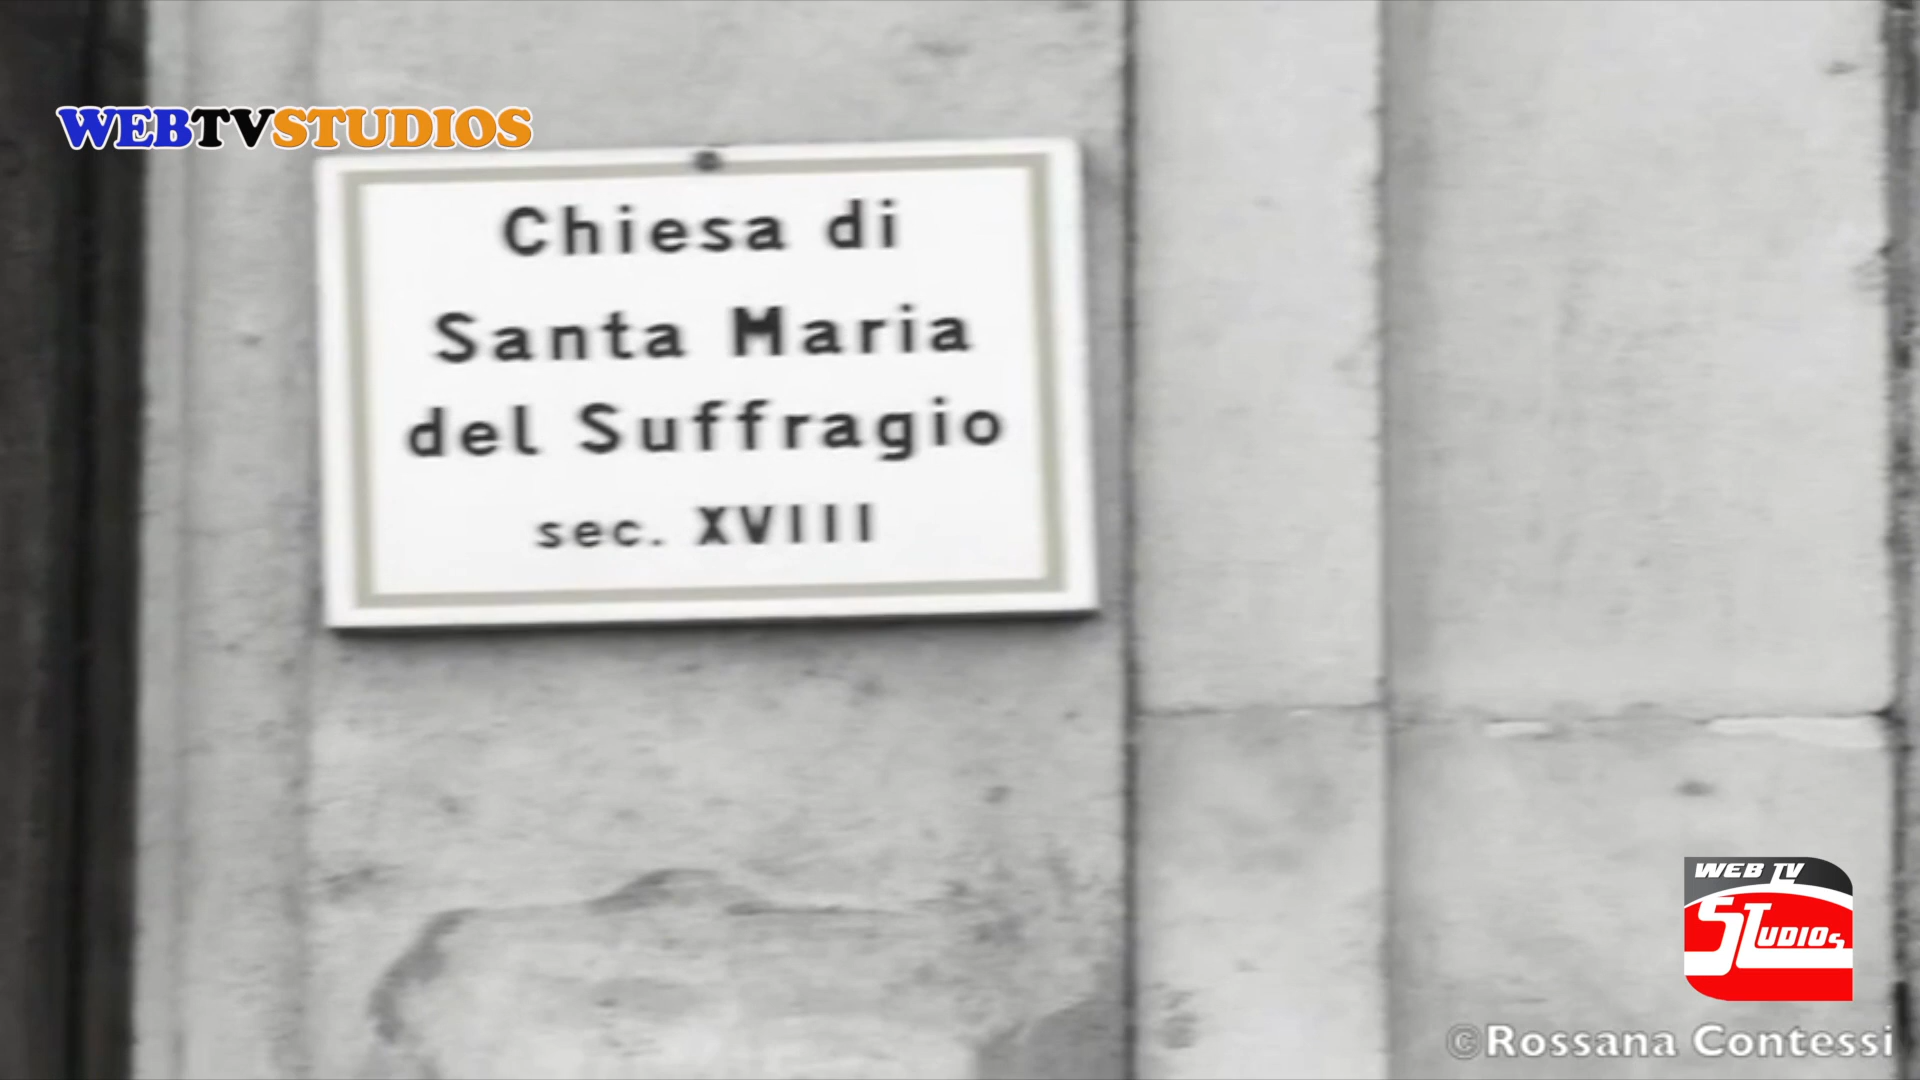 WEBTVSTUDIOS
Chiesa di
Santa Maria
del Suffragio
sec. XVIII
WEB TV
STUDIOS
©Rossana Contessi